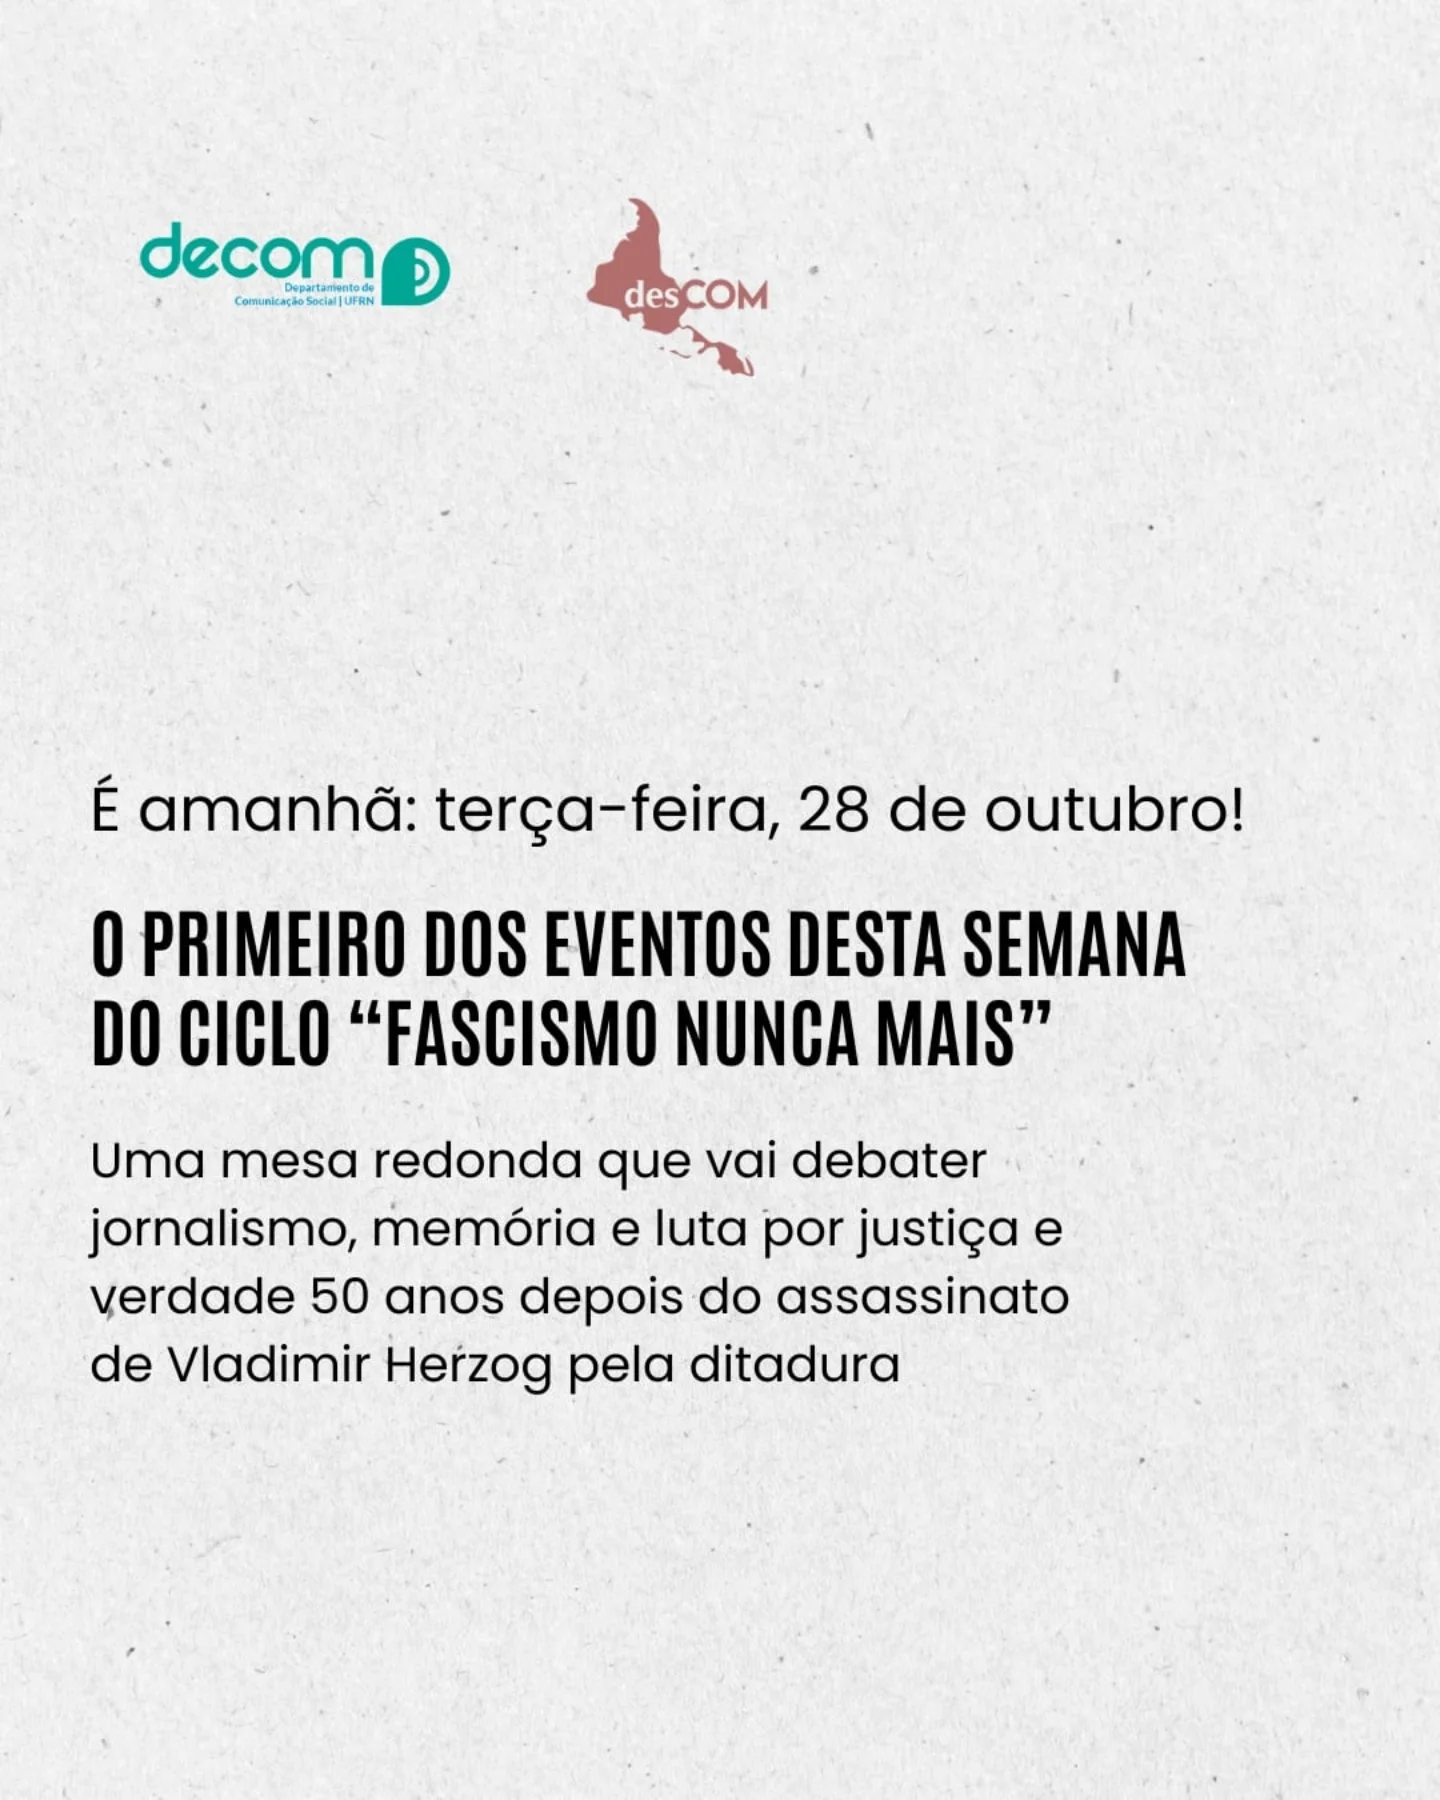 decom
Departamento de
Comunicação Social | UFRN
desCOM
É amanhã: terça-feira, 28 de outubro!
O PRIMEIRO DOS EVENTOS DESTA SEMANA
DO CICLO “FASCISMO NUNCA MAIS”
Uma mesa redonda que vai debater
jornalismo, memória e luta por justiça e
verdade 50 anos depois do assassinato
de Vladimir Herzog pela ditadura